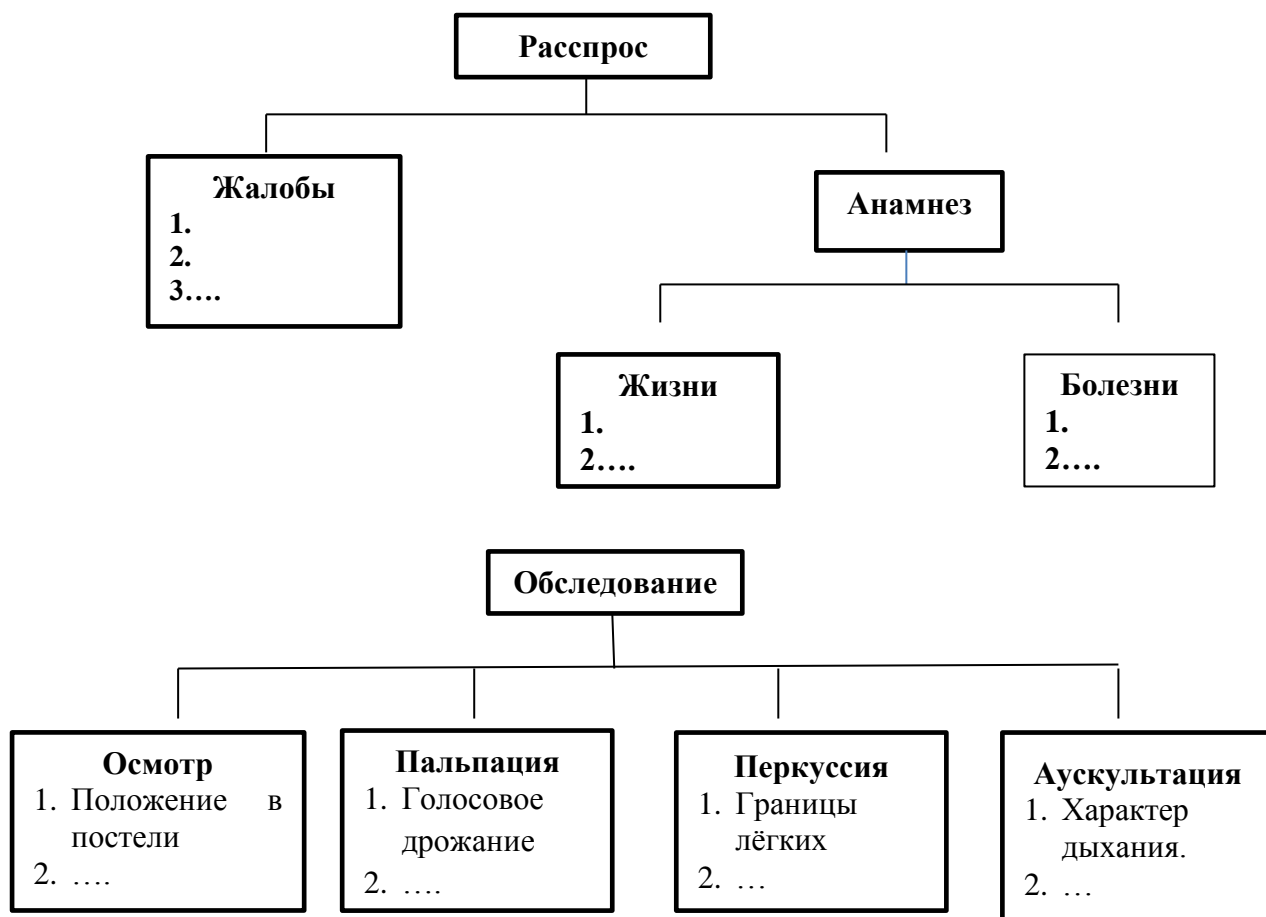 Расспрос
Жалобы
1.
2.
3….
Анамнез
Жизни
1.
2….
Болезни
1.
2….
Обследование
Осмотр
1. Положение в
постели
2. ….
Пальпация
1. Голосовое
дрожание
2. ….
Перкуссия
1. Границы
лёгких
2. …
Аускультация
1. Характер
дыхания.
2. …